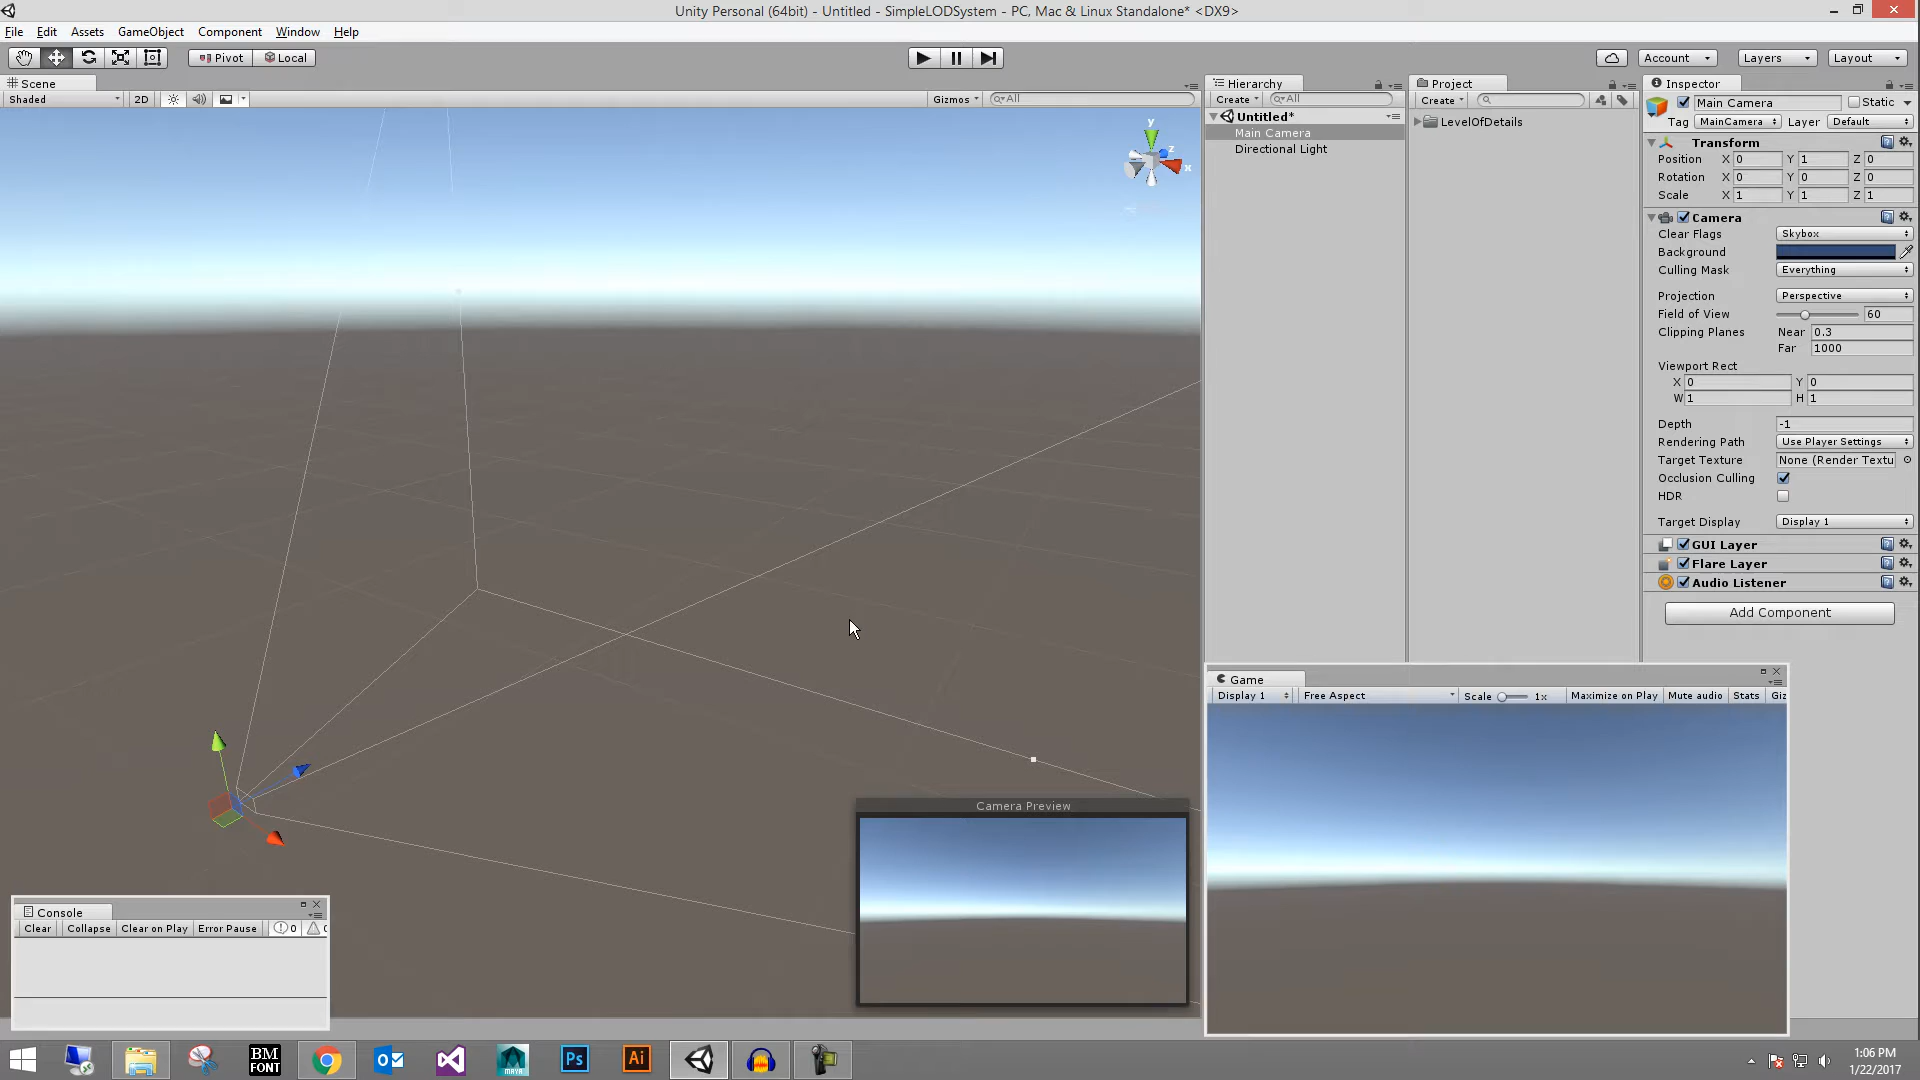 Unity Personal (64bit) - Untitled - SimpleLODSystem - PC, Mac & Linux Standalone* <DX9>
File Edit Assets GameObject Component Window Help
Pivot Local
Account Layers Layout
Scene
Shaded 2D Gizmos All
y
z
x
Hierarchy
Create All
Untitled*
Main Camera
Directional Light
Project
Create
LevelOfDetails
Inspector
Main Camera Static
Tag MainCamera Layer Default
Transform
Position X 0 Y 1 Z 0
Rotation X 0 Y 0 Z 0
Scale X 1 Y 1 Z 1
Camera
Clear Flags Skybox
Background
Culling Mask Everything
Projection Perspective
Field of View 60
Clipping Planes Near 0.3
Far 1000
Viewport Rect
X 0 Y 0
W 1 H 1
Depth -1
Rendering Path Use Player Settings
Target Texture None (Render Textu
Occlusion Culling
HDR
Target Display Display 1
GUI Layer
Flare Layer
Audio Listener
Add Component
Game
Display 1 Free Aspect Scale 1x Maximize on Play Mute audio Stats Giz
Camera Preview
Console
Clear Collapse Clear on Play Error Pause 0 0
BM
FONT
MAYA
Ps
Ai
1:06 PM
1/22/2017